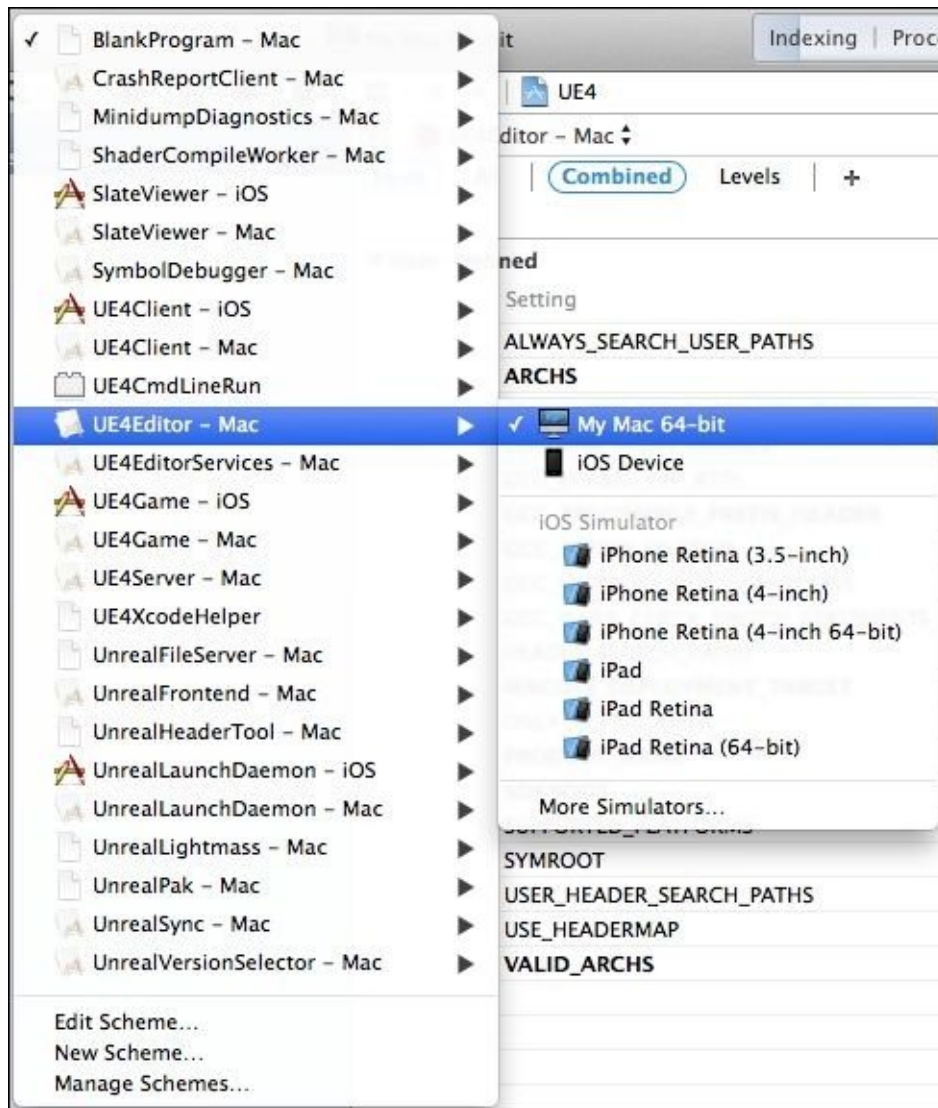 ✓ BlankProgram – Mac
CrashReportClient – Mac
MinidumpDiagnostics – Mac
ShaderCompileWorker – Mac
SlateViewer – iOS
SlateViewer – Mac
SymbolDebugger – Mac
UE4Client – iOS
UE4Client – Mac
UE4CmdLineRun
UE4Editor – Mac
UE4EditorServices – Mac
UE4Game – iOS
UE4Game – Mac
UE4Server – Mac
UE4XcodeHelper
UnrealFileServer – Mac
UnrealFrontend – Mac
UnrealHeaderTool – Mac
UnrealLaunchDaemon – iOS
UnrealLaunchDaemon – Mac
UnrealLightmass – Mac
UnrealPak – Mac
UnrealSync – Mac
UnrealVersionSelector – Mac
Edit Scheme...
New Scheme...
Manage Schemes...
it
Indexing | Proc
UE4
ditor – Mac
Combined Levels +
ned
Setting
ALWAYS_SEARCH_USER_PATHS
ARCHS
✓ My Mac 64-bit
iOS Device
iOS Simulator
iPhone Retina (3.5-inch)
iPhone Retina (4-inch)
iPhone Retina (4-inch 64-bit)
iPad
iPad Retina
iPad Retina (64-bit)
More Simulators...
SUPPORTED_PLATFORMS
SYMROOT
USER_HEADER_SEARCH_PATHS
USE_HEADERMAP
VALID_ARCHS